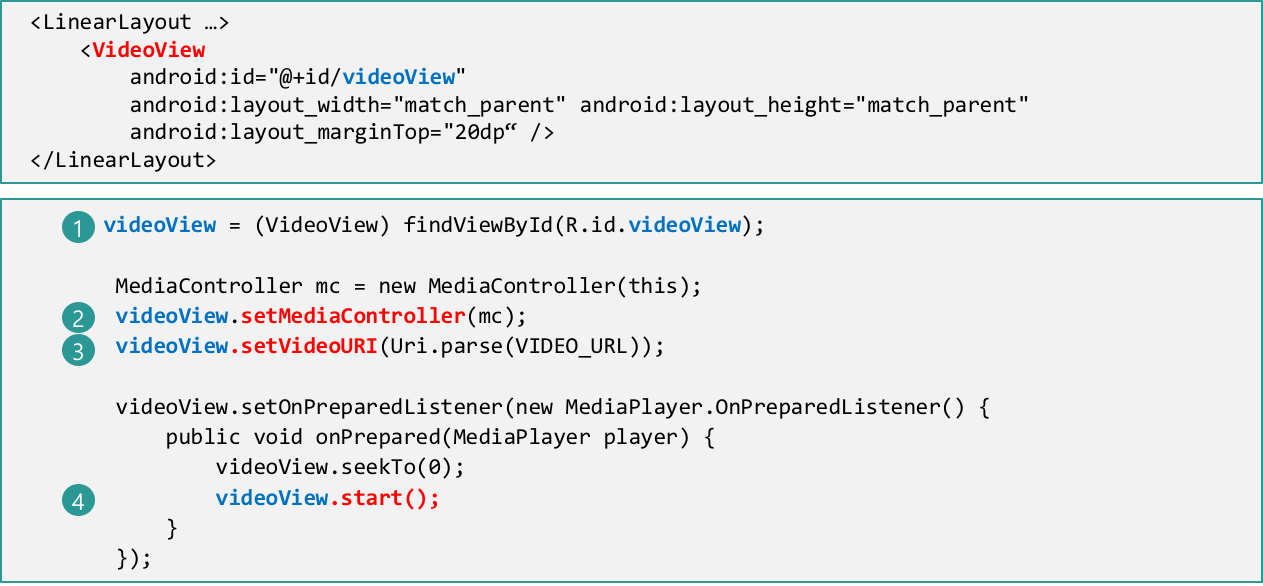 <LinearLayout …>
<VideoView
android:id="@+id/videoView"
android:layout_width="match_parent" android:layout_height="match_parent"
android:layout_marginTop="20dp“ />
</LinearLayout>
1 videoView = (VideoView) findViewById(R.id.videoView);
MediaController mc = new MediaController(this);
2 videoView.setMediaController(mc);
3 videoView.setVideoURI(Uri.parse(VIDEO_URL));
videoView.setOnPreparedListener(new MediaPlayer.OnPreparedListener() {
public void onPrepared(MediaPlayer player) {
videoView.seekTo(0);
4 videoView.start();
}
});